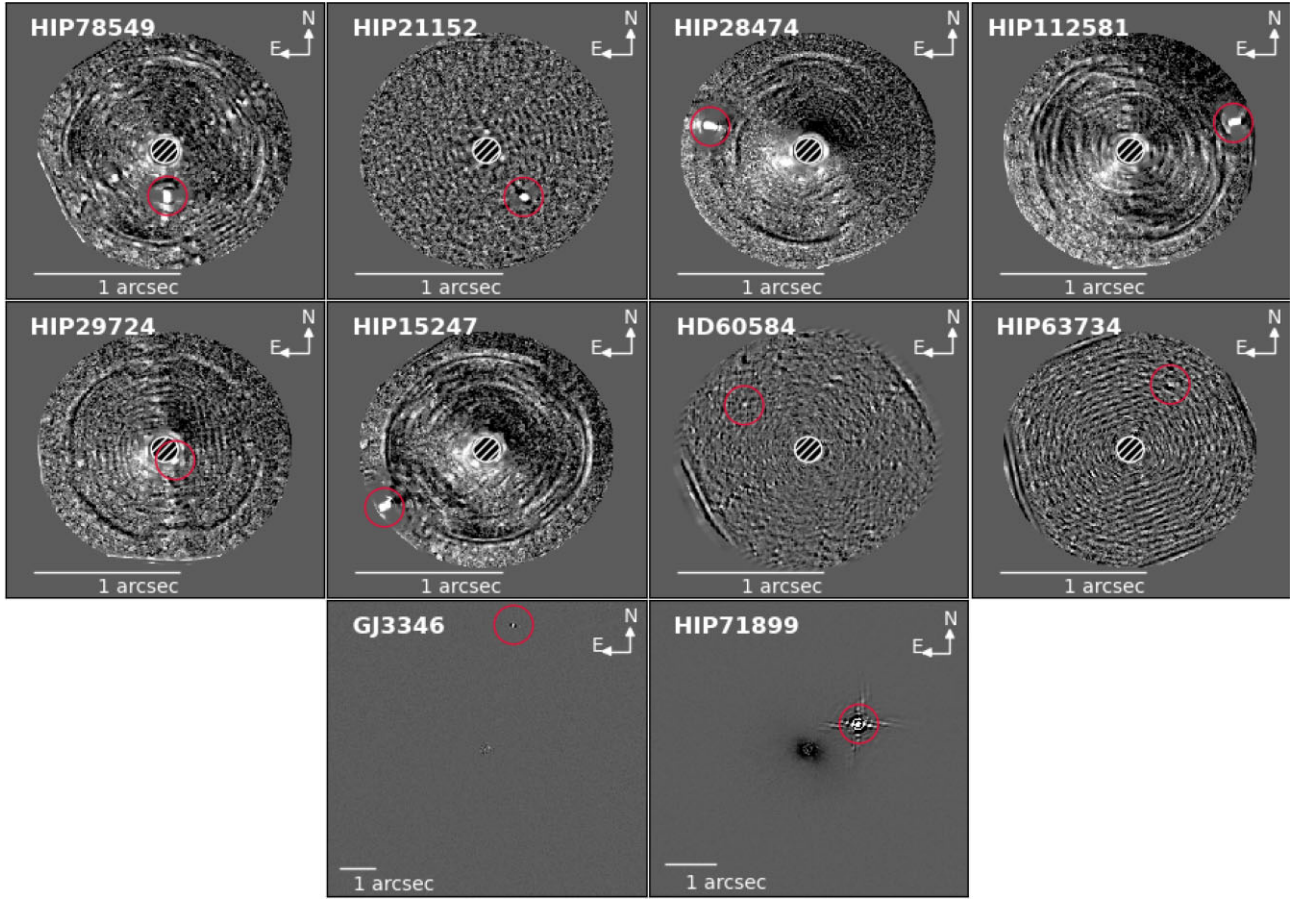 HIP78549
N
E
1 arcsec
HIP21152
N
E
1 arcsec
HIP28474
N
E
1 arcsec
HIP112581
N
E
1 arcsec
HIP29724
N
E
1 arcsec
HIP15247
N
E
1 arcsec
HD60584
N
E
1 arcsec
HIP63734
N
E
1 arcsec
GJ3346
N
E
1 arcsec
HIP71899
N
E
1 arcsec